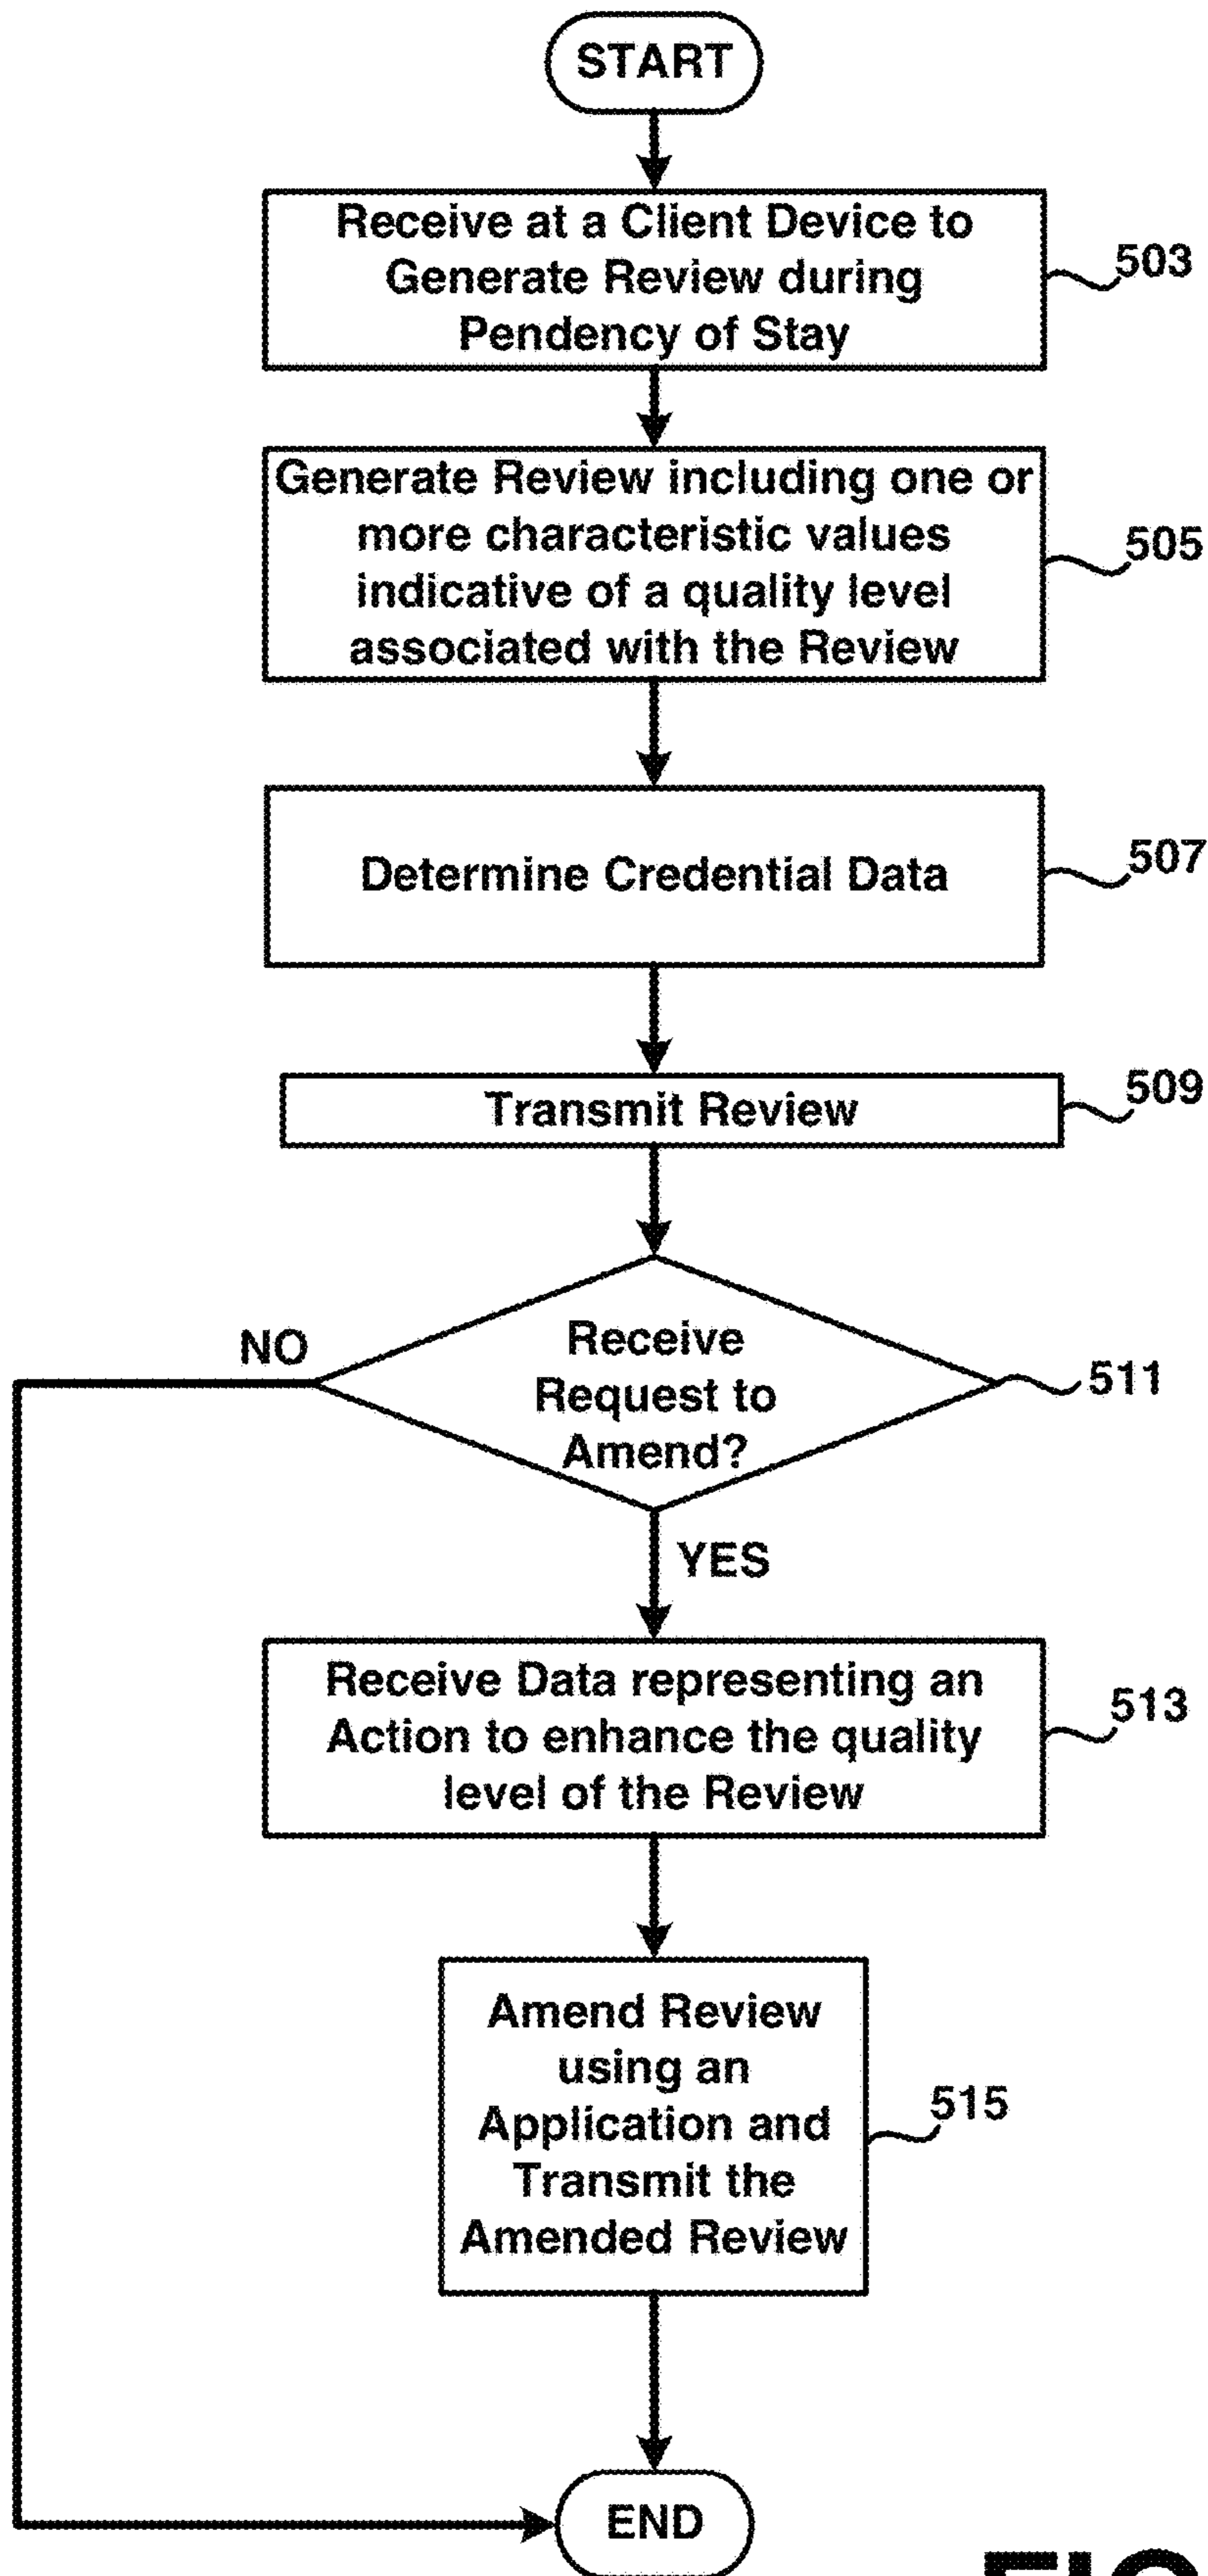 START
Receive at a Client Device to
Generate Review during
Pendency of Stay
503
Generate Review including one or
more characteristic values
indicative of a quality level
associated with the Review
505
Determine Credential Data
507
Transmit Review
509
NO
Receive
Request to
Amend?
511
YES
Receive Data representing an
Action to enhance the quality
level of the Review
513
Amend Review
using an
Application and
Transmit the
Amended Review
515
END